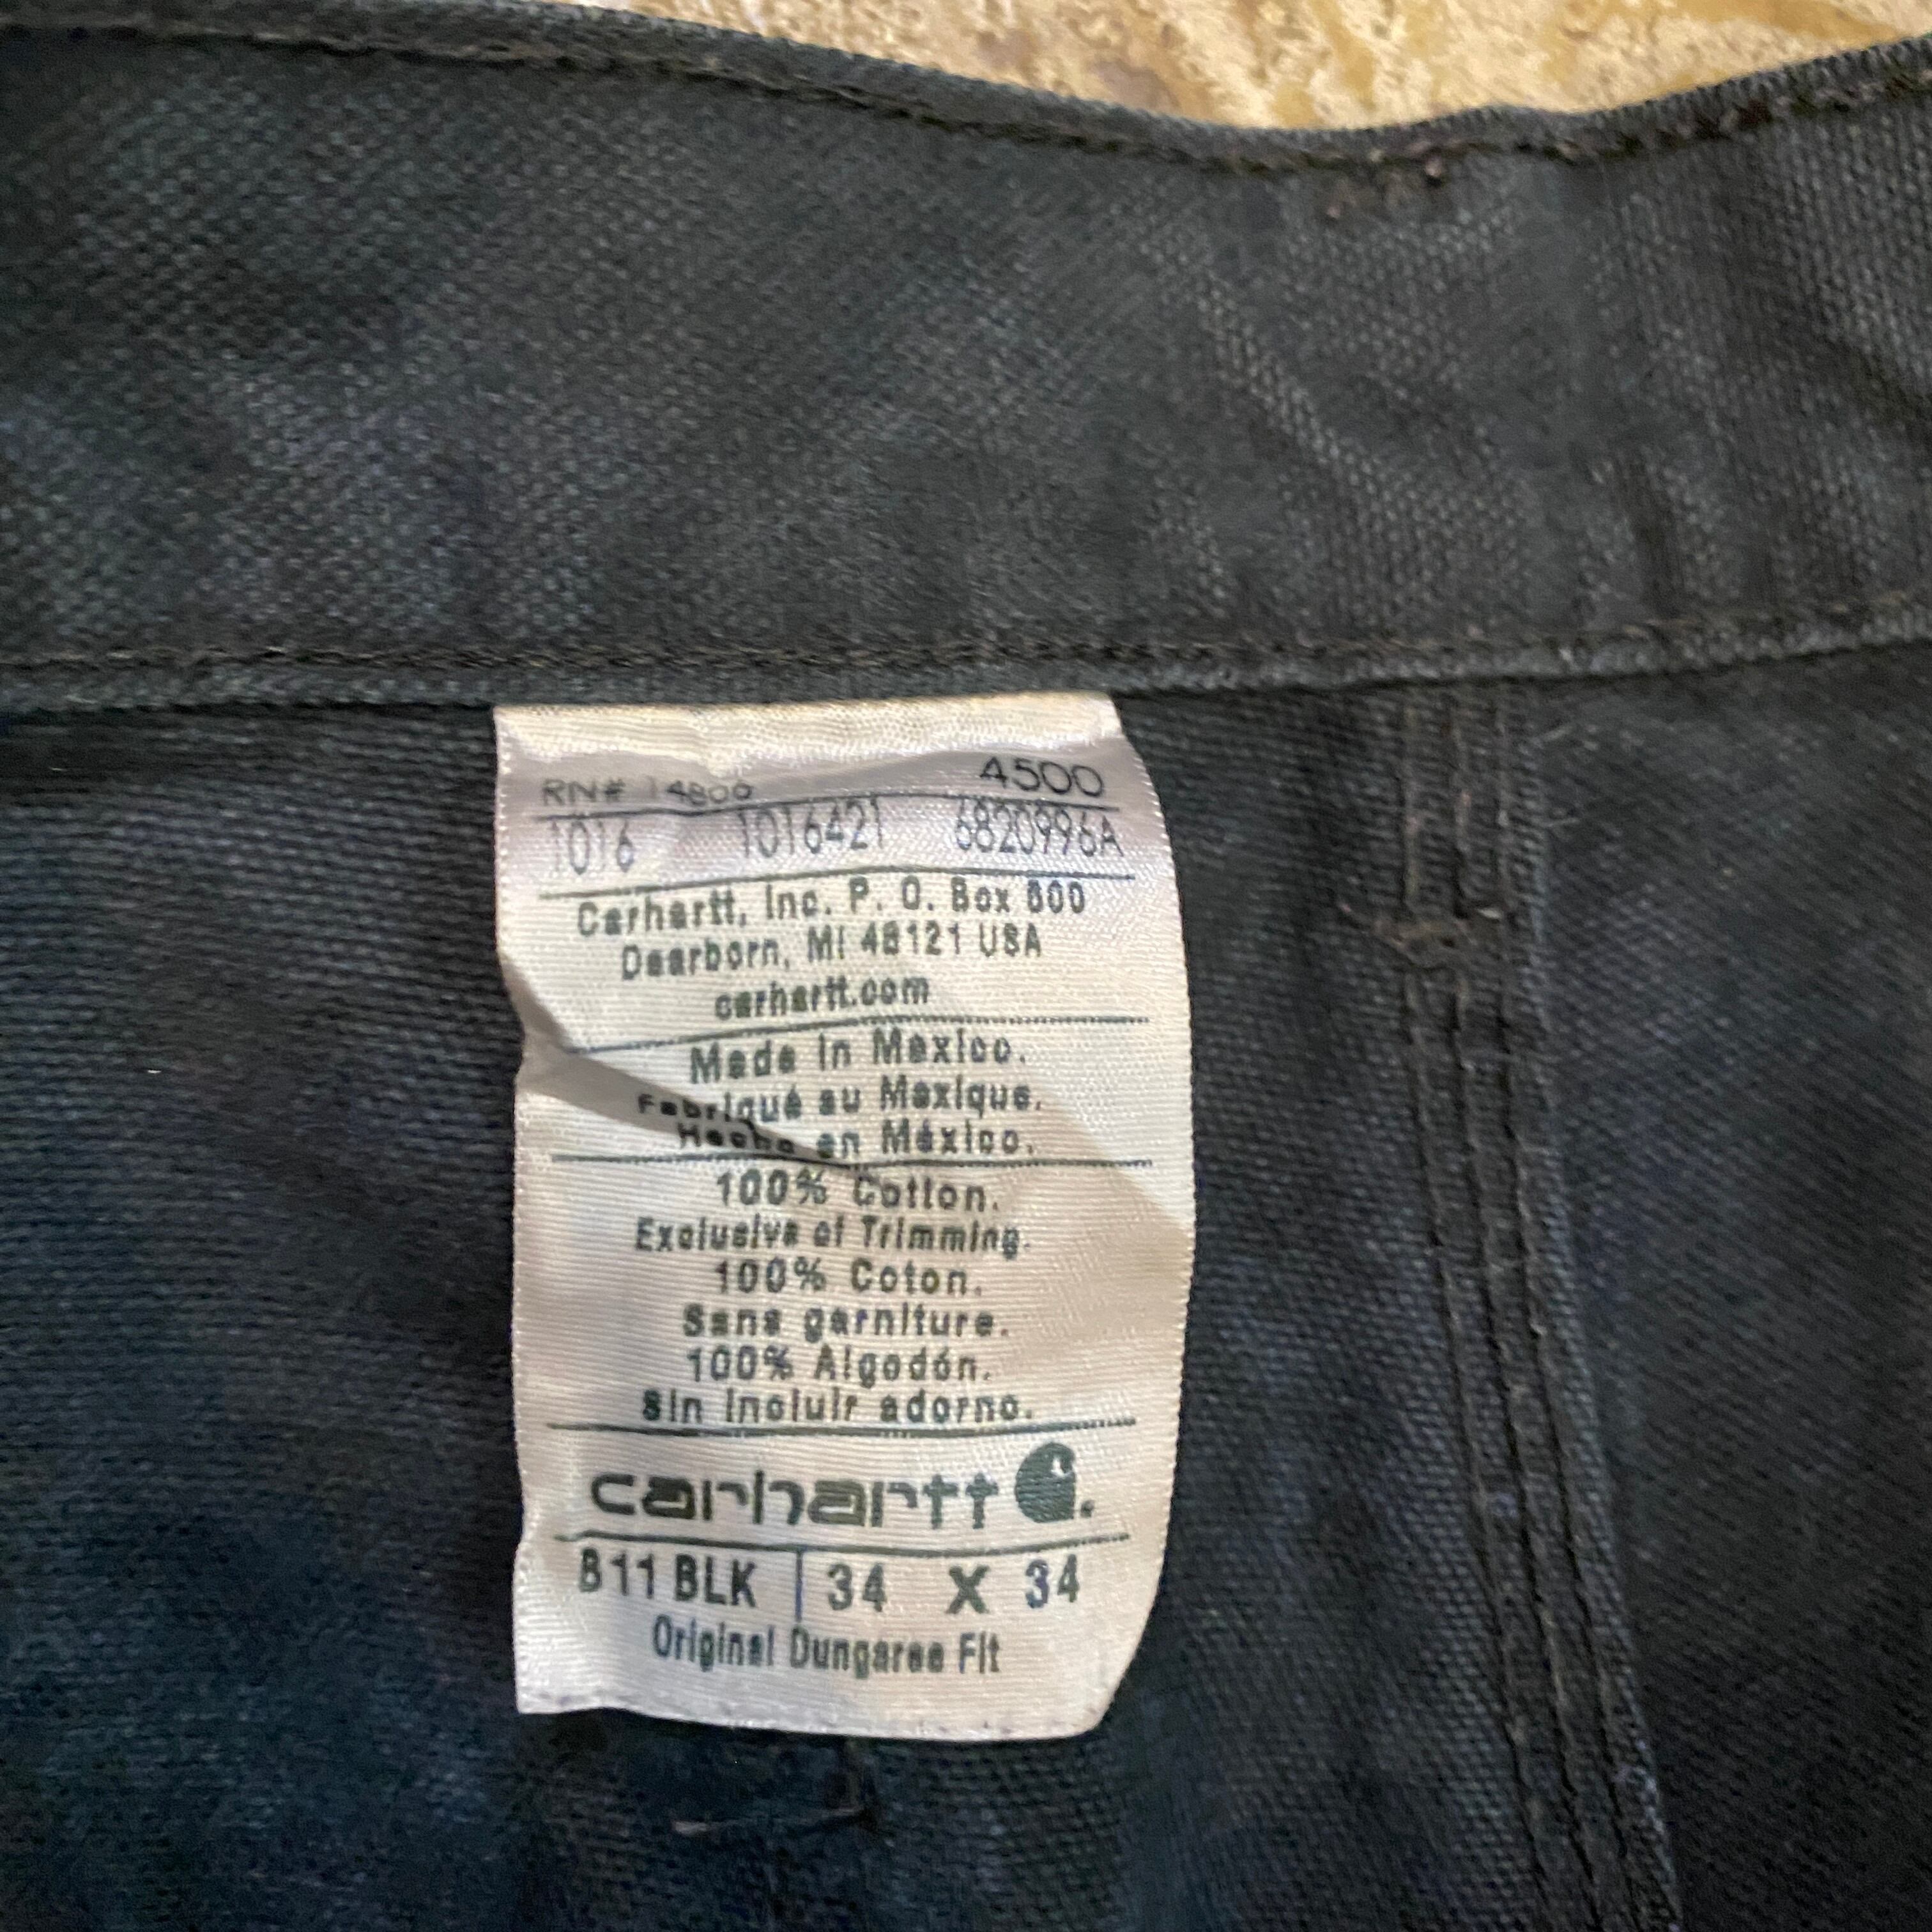 RN# 14806 4500
1016 1016421 6820996A
Carhartt, Inc. P. O. Box 600
Dearborn, MI 48121 USA
carhartt.com
Made in Mexico.
Fabriqué au Mexique.
Hecho en México.
100% Cotton.
Exclusive of Trimming.
100% Coton.
Sans garniture.
100% Algodón.
Sin incluir adorno.
carhartt
B11 BLK 34 X 34
Original Dungaree Fit